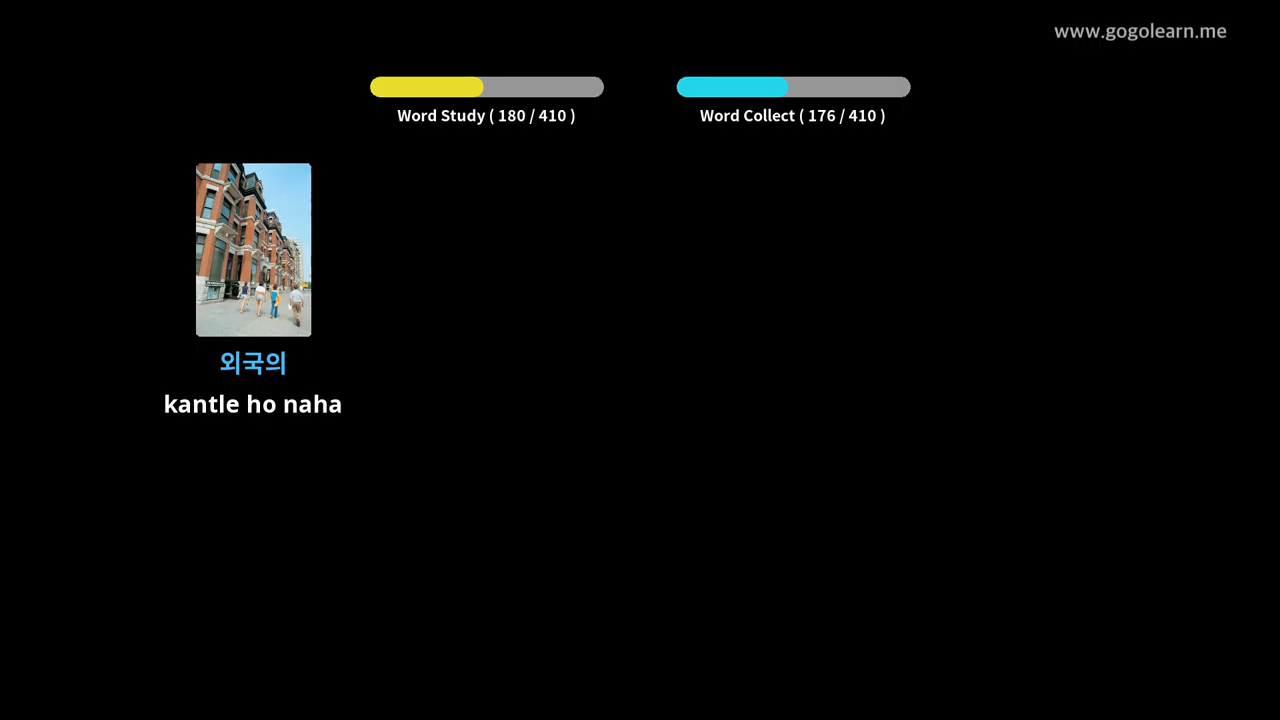 www.gogolearn.me
Word Study ( 180 / 410 )
Word Collect ( 176 / 410 )
외국의
kantle ho naha